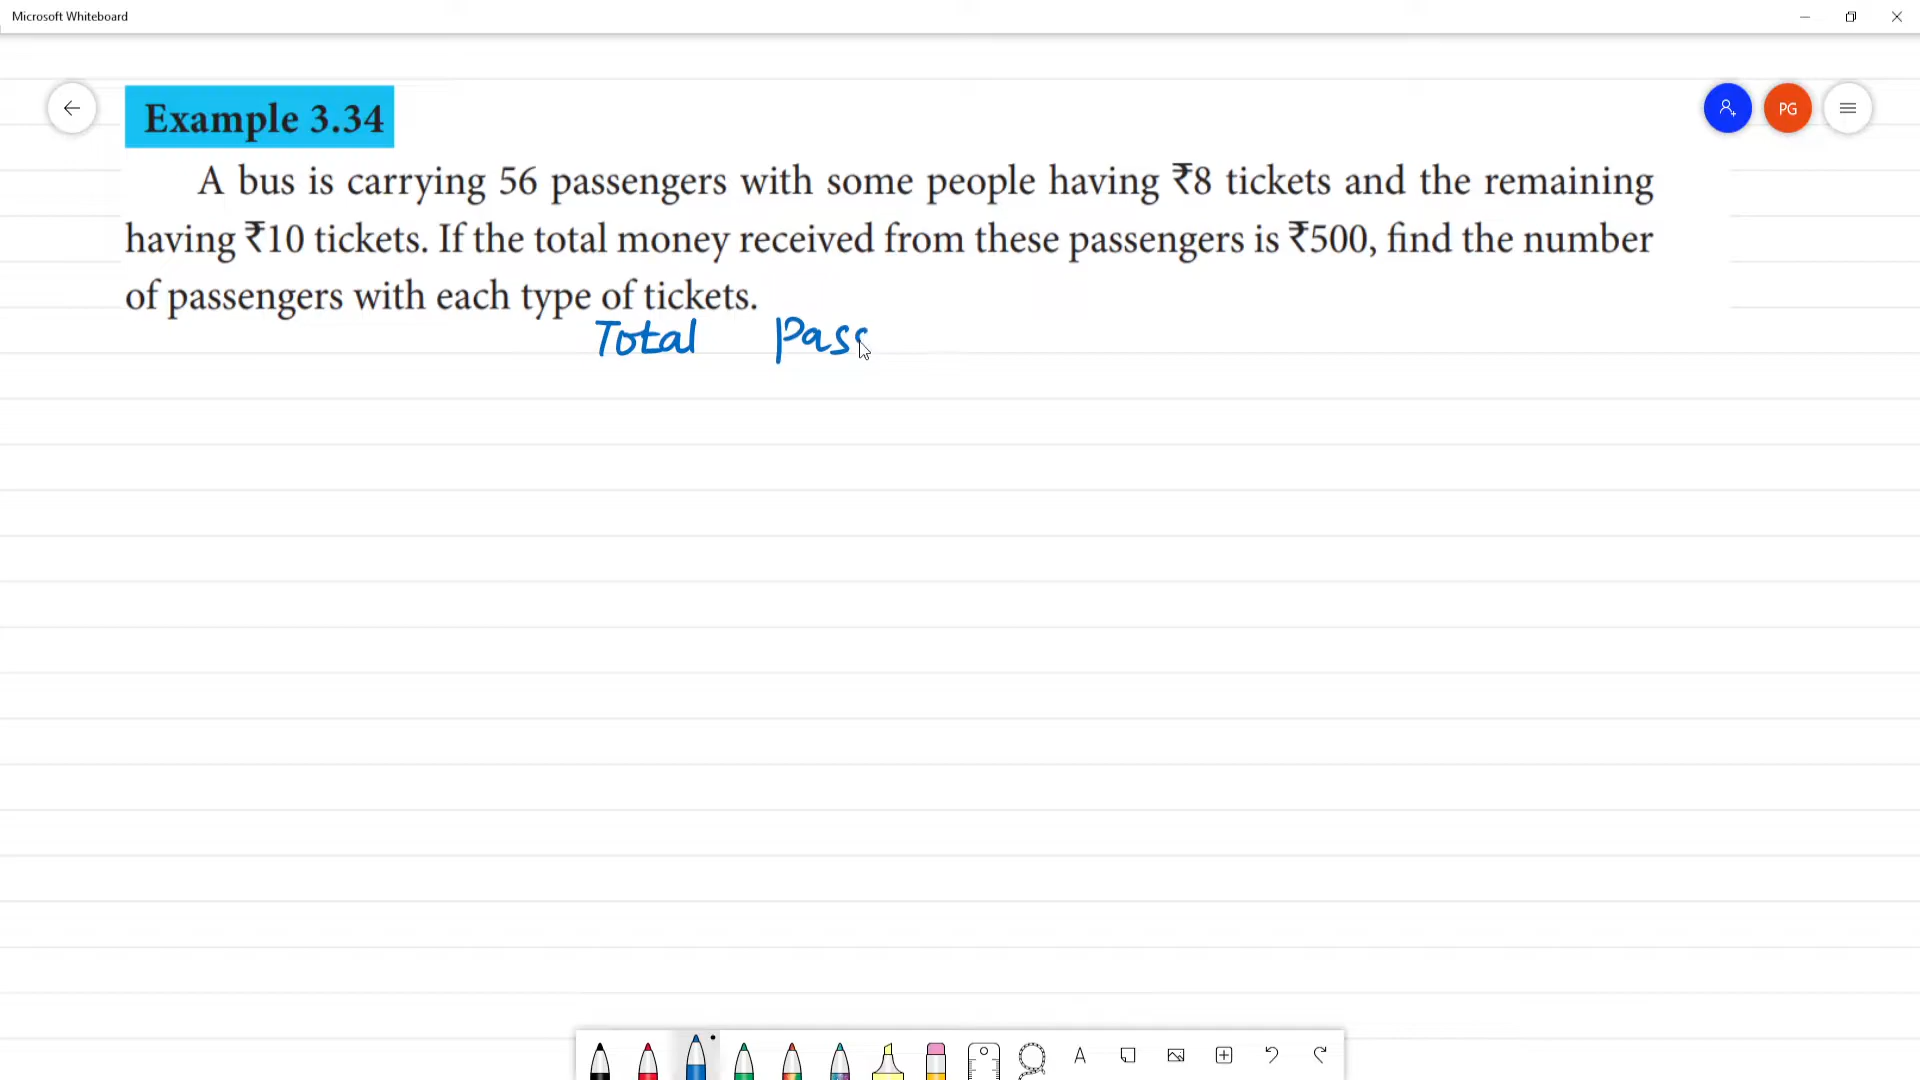 Microsoft Whiteboard
PG
Example 3.34
A bus is carrying 56 passengers with some people having ₹8 tickets and the remaining
having ₹10 tickets. If the total money received from these passengers is ₹500, find the number
of passengers with each type of tickets.
Total Pass
A